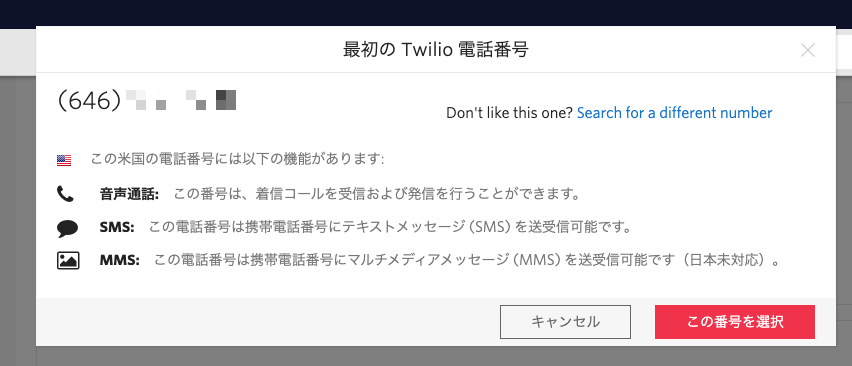 最初の Twilio 電話番号
(646)
Don't like this one? Search for a different number
この米国の電話番号には以下の機能があります:
音声通話: この番号は、着信コールを受信および発信を行うことができます。
SMS: この電話番号は携帯電話番号にテキストメッセージ (SMS) を送受信可能です。
MMS: この電話番号は携帯電話番号にマルチメディアメッセージ (MMS) を送受信可能です（日本未対応）。
キャンセル
この番号を選択